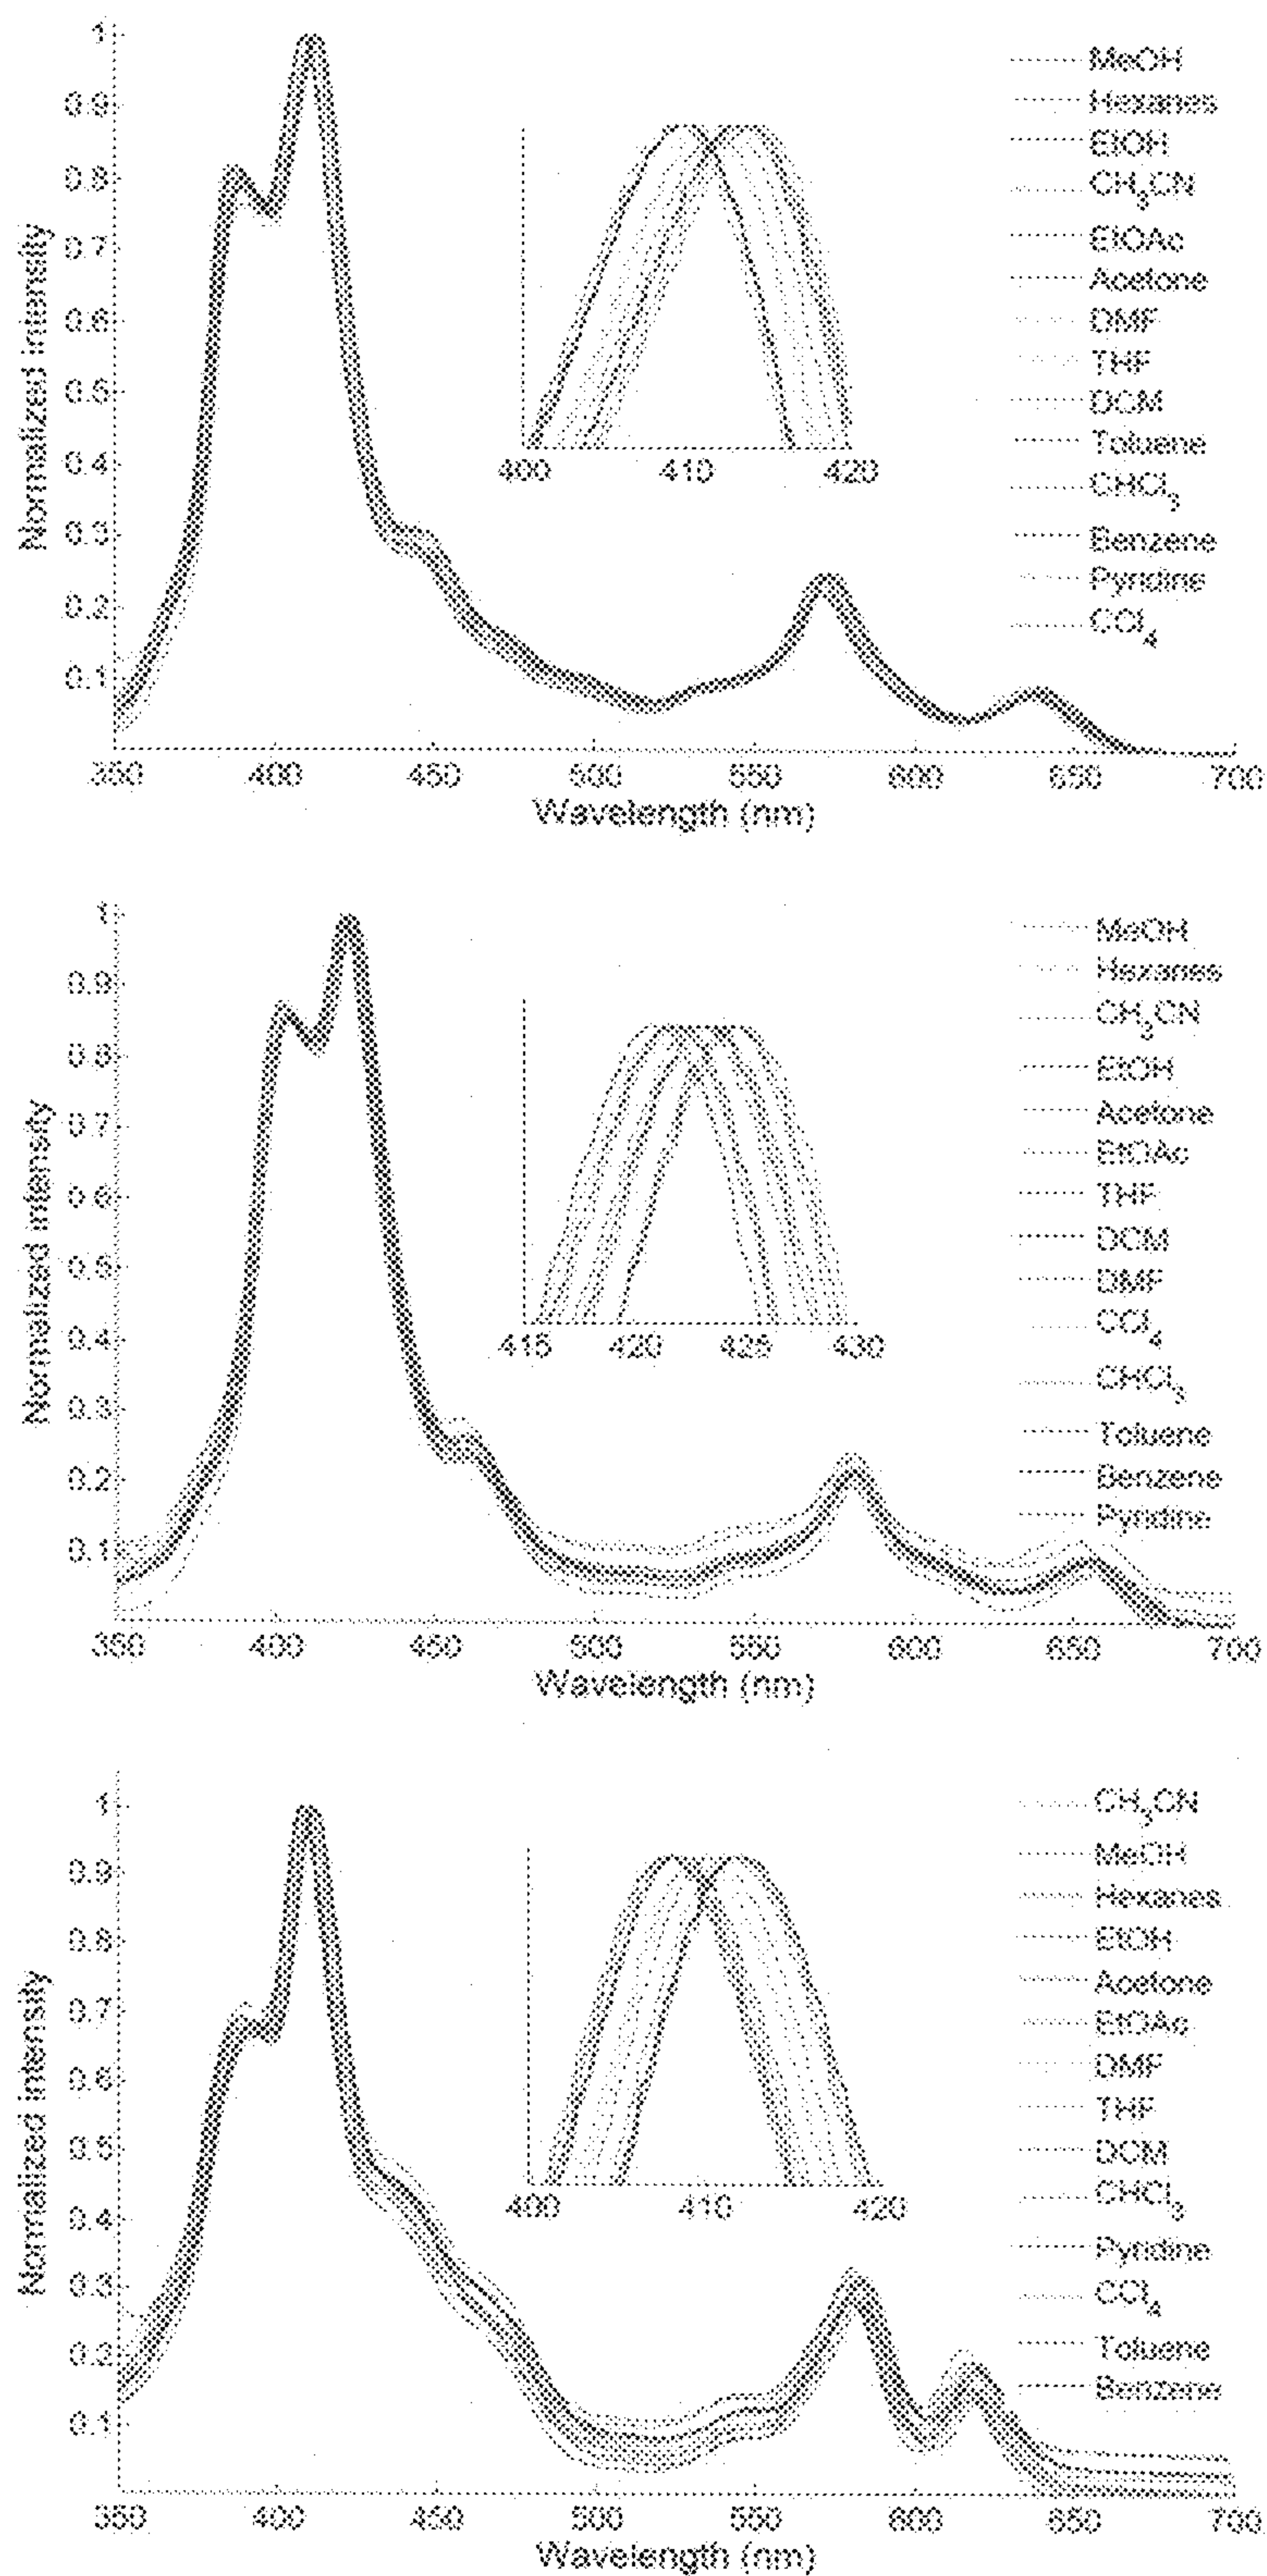 Normalized intensity
1
0.9
0.8
0.7
0.6
0.5
0.4
0.3
0.2
0.1
350 400 450 500 550 600 650 700
Wavelength (nm)
400 410 420
MeOH
Hexanes
EtOH
CH3CN
EtOAc
Acetone
DMF
THF
DCM
Toluene
CHCl3
Benzene
Pyridine
CCl4
Normalized intensity
1
0.9
0.8
0.7
0.6
0.5
0.4
0.3
0.2
0.1
350 400 450 500 550 600 650 700
Wavelength (nm)
415 420 425 430
MeOH
Hexanes
CH3CN
EtOH
Acetone
EtOAc
THF
DCM
DMF
CCl4
CHCl3
Toluene
Benzene
Pyridine
Normalized intensity
1
0.9
0.8
0.7
0.6
0.5
0.4
0.3
0.2
0.1
350 400 450 500 550 600 650 700
Wavelength (nm)
400 410 420
CH3CN
MeOH
Hexanes
EtOH
Acetone
EtOAc
DMF
THF
DCM
CHCl3
Pyridine
CCl4
Toluene
Benzene